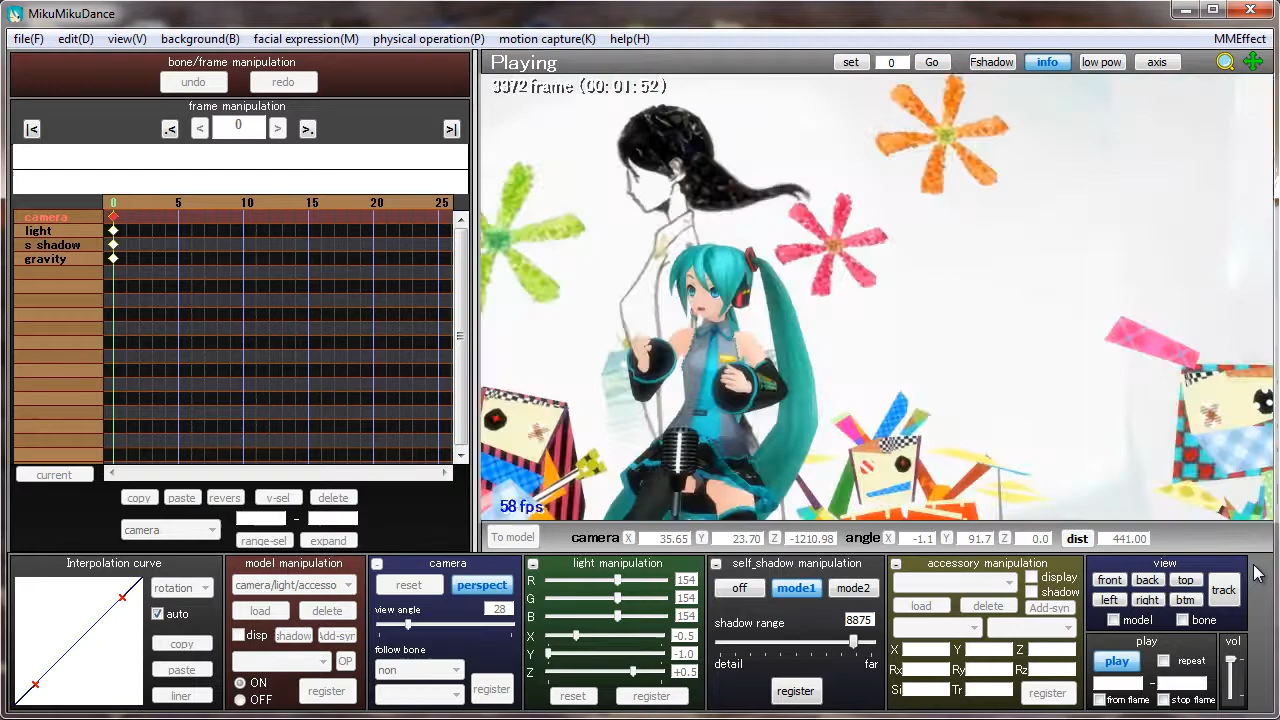 MikuMikuDance
file(F) edit(D) view(V) background(B) facial expression(M) physical operation(P) motion capture(K) help(H) MMEffect
bone/frame manipulation
undo redo
frame manipulation
|< .< < 0 > >. >|
0 5 10 15 20 25
camera
light
s shadow
gravity
current
copy paste revers v-sel delete
camera -
range-sel expand
Playing set 0 Go Fshadow info low pow axis
3372 frame (00:01:52)
58 fps
To model camera X 35.65 Y 23.70 Z -1210.98 angle X -1.1 Y 91.7 Z 0.0 dist 441.00
Interpolation curve
rotation
auto
copy
paste
liner
model manipulation
camera/light/accesso
load delete
disp shadow Add-syn
OP
ON
OFF
register
camera
reset perspect
view angle 28
follow bone
non
register
light manipulation
R 154
G 154
B 154
X -0.5
Y -1.0
Z +0.5
reset register
self_shadow manipulation
off mode1 mode2
shadow range 8875
detail far
register
accessory manipulation
display
shadow
load delete Add-syn
X Y Z
Rx Ry Rz
Si Tr register
view
front back top
left right btm
track
model bone
play
play repeat
-
from flame stop flame
vol